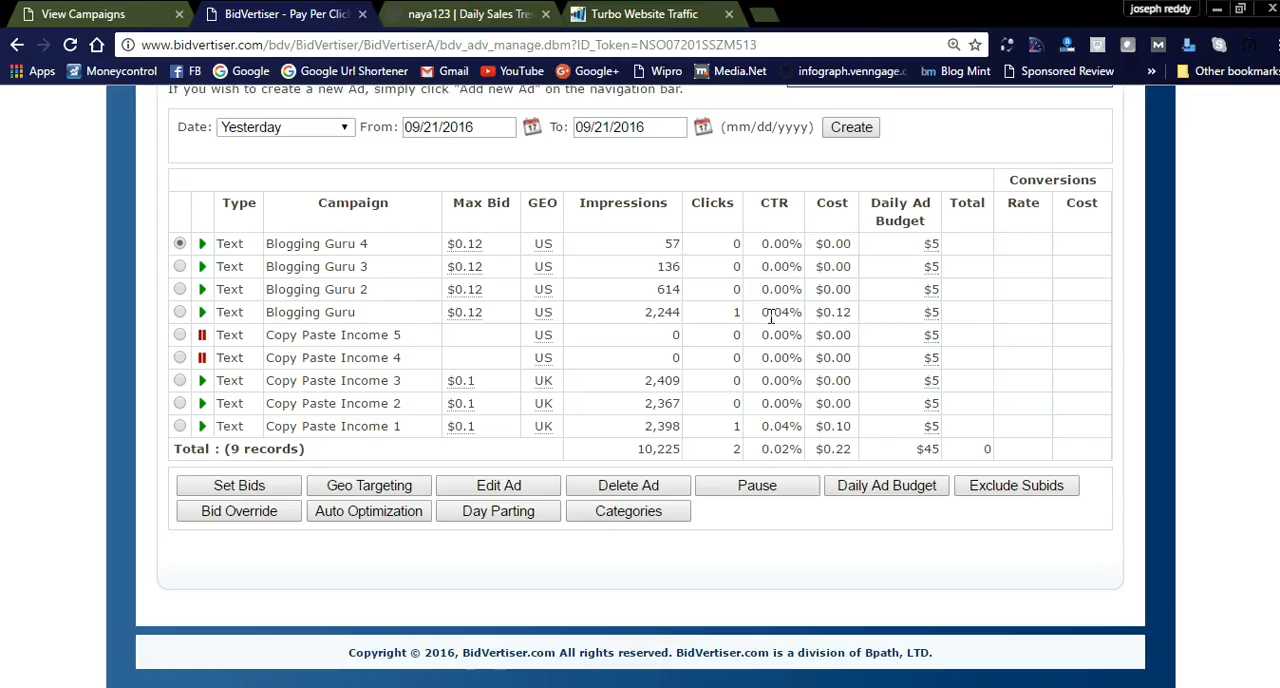 joseph reddy
View Campaigns
BidVertiser - Pay Per Clic
naya123 | Daily Sales Tre
Turbo Website Traffic
www.bidvertiser.com/bdv/BidVertiser/BidVertiserA/bdv_adv_manage.dbm?ID_Token=NSO07201SSZM513
Apps Moneycontrol FB Google Google Url Shortener Gmail YouTube Google+ Wipro Media.Net infograph.venngage.c bm Blog Mint Sponsored Review » Other bookmarks
If you wish to create a new Ad, simply click "Add new Ad" on the navigation bar.
Date: Yesterday From: 09/21/2016 To: 09/21/2016 (mm/dd/yyyy) Create
Conversions
Type Campaign Max Bid GEO Impressions Clicks CTR Cost Daily Ad Budget Total Rate Cost
Text Blogging Guru 4 $0.12 US 57 0 0.00% $0.00 $5
Text Blogging Guru 3 $0.12 US 136 0 0.00% $0.00 $5
Text Blogging Guru 2 $0.12 US 614 0 0.00% $0.00 $5
Text Blogging Guru $0.12 US 2,244 1 0.04% $0.12 $5
Text Copy Paste Income 5 US 0 0 0.00% $0.00 $5
Text Copy Paste Income 4 US 0 0 0.00% $0.00 $5
Text Copy Paste Income 3 $0.1 UK 2,409 0 0.00% $0.00 $5
Text Copy Paste Income 2 $0.1 UK 2,367 0 0.00% $0.00 $5
Text Copy Paste Income 1 $0.1 UK 2,398 1 0.04% $0.10 $5
Total : (9 records) 10,225 2 0.02% $0.22 $45 0
Set Bids Geo Targeting Edit Ad Delete Ad Pause Daily Ad Budget Exclude Subids
Bid Override Auto Optimization Day Parting Categories
Copyright © 2016, BidVertiser.com All rights reserved. BidVertiser.com is a division of Bpath, LTD.